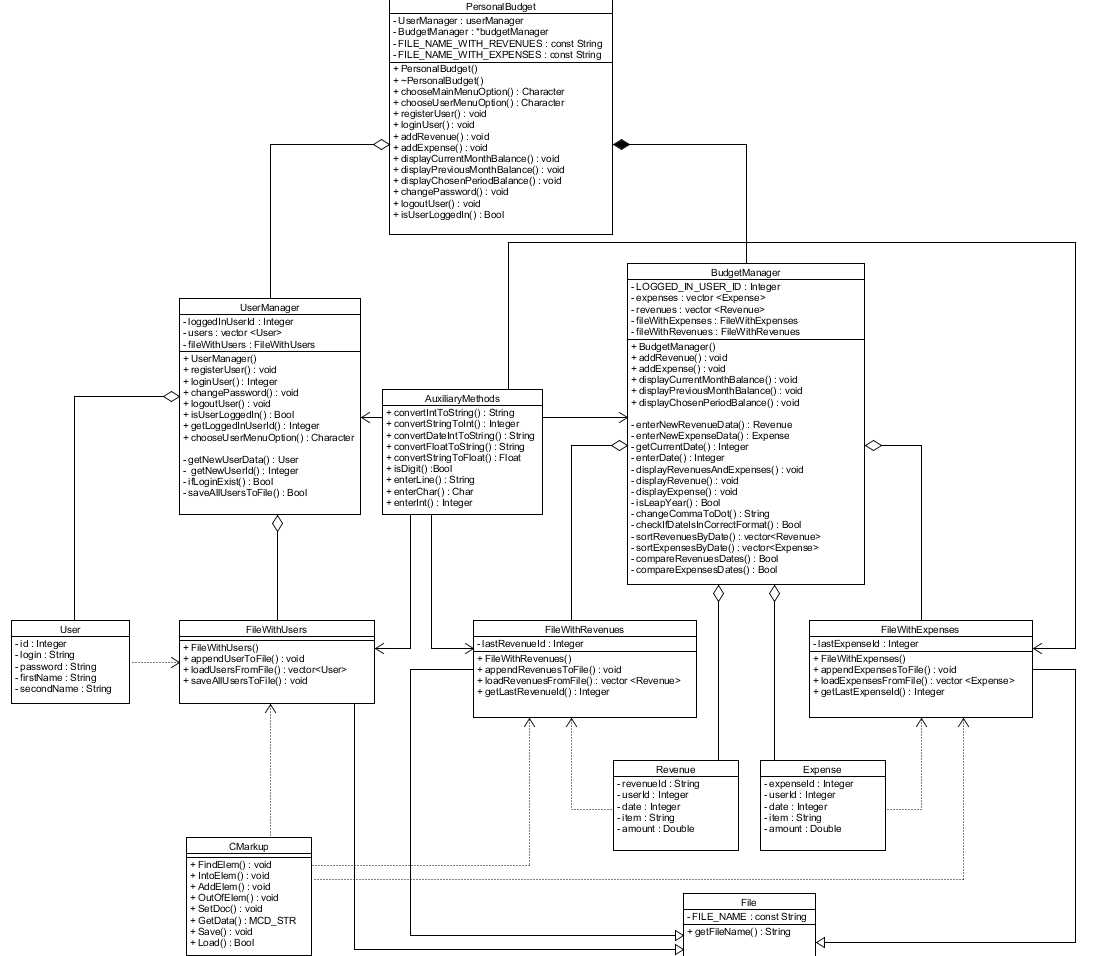 PersonalBudget
- UserManager : userManager
- BudgetManager : *budgetManager
- FILE_NAME_WITH_REVENUES : const String
- FILE_NAME_WITH_EXPENSES : const String
+ PersonalBudget()
+ ~PersonalBudget()
+ chooseMainMenuOption() : Character
+ chooseUserMenuOption() : Character
+ registerUser() : void
+ loginUser() : void
+ addRevenue() : void
+ addExpense() : void
+ displayCurrentMonthBalance() : void
+ displayPreviousMonthBalance() : void
+ displayChosenPeriodBalance() : void
+ changePassword() : void
+ logoutUser() : void
+ isUserLoggedIn() : Bool
BudgetManager
- LOGGED_IN_USER_ID : Integer
- expenses : vector <Expense>
- revenues : vector <Revenue>
- fileWithExpenses : FileWithExpenses
- fileWithRevenues : FileWithRevenues
+ BudgetManager()
+ addRevenue() : void
+ addExpense() : void
+ displayCurrentMonthBalance() : void
+ displayPreviousMonthBalance() : void
+ displayChosenPeriodBalance() : void
- enterNewRevenueData() : Revenue
- enterNewExpenseData() : Expense
- getCurrentDate() : Integer
- enterDate() : Integer
- displayRevenuesAndExpenses() : void
- displayRevenue() : void
- displayExpense() : void
- isLeapYear() : Bool
- changeCommaToDot() : String
- checkIfDateIsInCorrectFormat() : Bool
- sortRevenuesByDate() : vector<Revenue>
- sortExpensesByDate() : vector<Expense>
- compareRevenuesDates() : Bool
- compareExpensesDates() : Bool
UserManager
- loggedInUserId : Integer
- users : vector <User>
- fileWithUsers : FileWithUsers
+ UserManager()
+ registerUser() : void
+ loginUser() : Integer
+ changePassword() : void
+ logoutUser() : void
+ isUserLoggedIn() : Bool
+ getLoggedInUserId() : Integer
+ chooseUserMenuOption() : Character
- getNewUserData() : User
- getNewUserId() : Integer
- ifLoginExist() : Bool
- saveAllUsersToFile() : Bool
AuxiliaryMethods
+ convertIntToString() : String
+ convertStringToInt() : Integer
+ convertDateIntToString() : String
+ convertFloatToString() : String
+ convertStringToFloat() : Float
+ isDigit() :Bool
+ enterLine() : String
+ enterChar() : Char
+ enterInt() : Integer
User
- id : Integer
- login : String
- password : String
- firstName : String
- secondName : String
FileWithUsers
+ FileWithUsers()
+ appendUserToFile() : void
+ loadUsersFromFile() : vector<User>
+ saveAllUsersToFile() : void
FileWithRevenues
- lastRevenueId : Integer
+ FileWithRevenues()
+ appendRevenuesToFile() : void
+ loadRevenuesFromFile() : vector <Revenue>
+ getLastRevenueId() : Integer
FileWithExpenses
- lastExpenseId : Integer
+ FileWithExpenses()
+ appendExpensesToFile() : void
+ loadExpensesFromFile() : vector <Expense>
+ getLastExpenseId() : Integer
Revenue
- revenueId : String
- userId : Integer
- date : Integer
- item : String
- amount : Double
Expense
- expenseId : Integer
- userId : Integer
- date : Integer
- item : String
- amount : Double
CMarkup
+ FindElem() : void
+ IntoElem() : void
+ AddElem() : void
+ OutOfElem() : void
+ SetDoc() : void
+ GetData() : MCD_STR
+ Save() : void
+ Load() : Bool
File
- FILE_NAME : const String
+ getFileName() : String